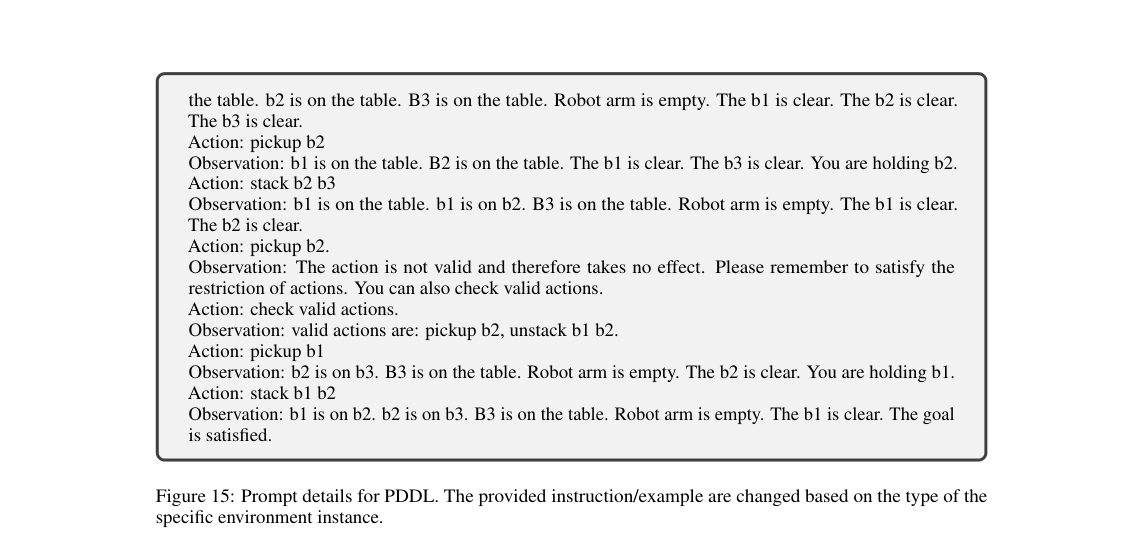 the table. b2 is on the table. B3 is on the table. Robot arm is empty. The b1 is clear. The b2 is clear.
The b3 is clear.
Action: pickup b2
Observation: b1 is on the table. B2 is on the table. The b1 is clear. The b3 is clear. You are holding b2.
Action: stack b2 b3
Observation: b1 is on the table. b1 is on b2. B3 is on the table. Robot arm is empty. The b1 is clear.
The b2 is clear.
Action: pickup b2.
Observation: The action is not valid and therefore takes no effect. Please remember to satisfy the
restriction of actions. You can also check valid actions.
Action: check valid actions.
Observation: valid actions are: pickup b2, unstack b1 b2.
Action: pickup b1
Observation: b2 is on b3. B3 is on the table. Robot arm is empty. The b2 is clear. You are holding b1.
Action: stack b1 b2
Observation: b1 is on b2. b2 is on b3. B3 is on the table. Robot arm is empty. The b1 is clear. The goal
is satisfied.
Figure 15: Prompt details for PDDL. The provided instruction/example are changed based on the type of the
specific environment instance.